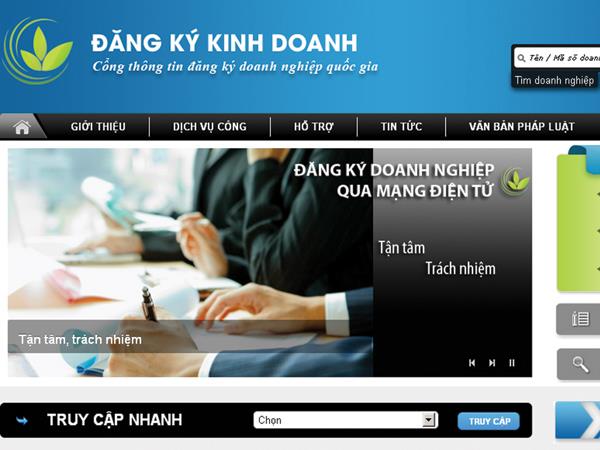 ĐĂNG KÝ KINH DOANH
Cổng thông tin đăng ký doanh nghiệp quốc gia
Tên / Mã số doanh
Tìm doanh nghiệp
GIỚI THIỆU
DỊCH VỤ CÔNG
HỖ TRỢ
TIN TỨC
VĂN BẢN PHÁP LUẬT
ĐĂNG KÝ DOANH NGHIỆP
QUA MẠNG ĐIỆN TỬ
Tận tâm
Trách nhiệm
Tận tâm, trách nhiệm
TRUY CẬP NHANH
Chọn
TRUY CẬP